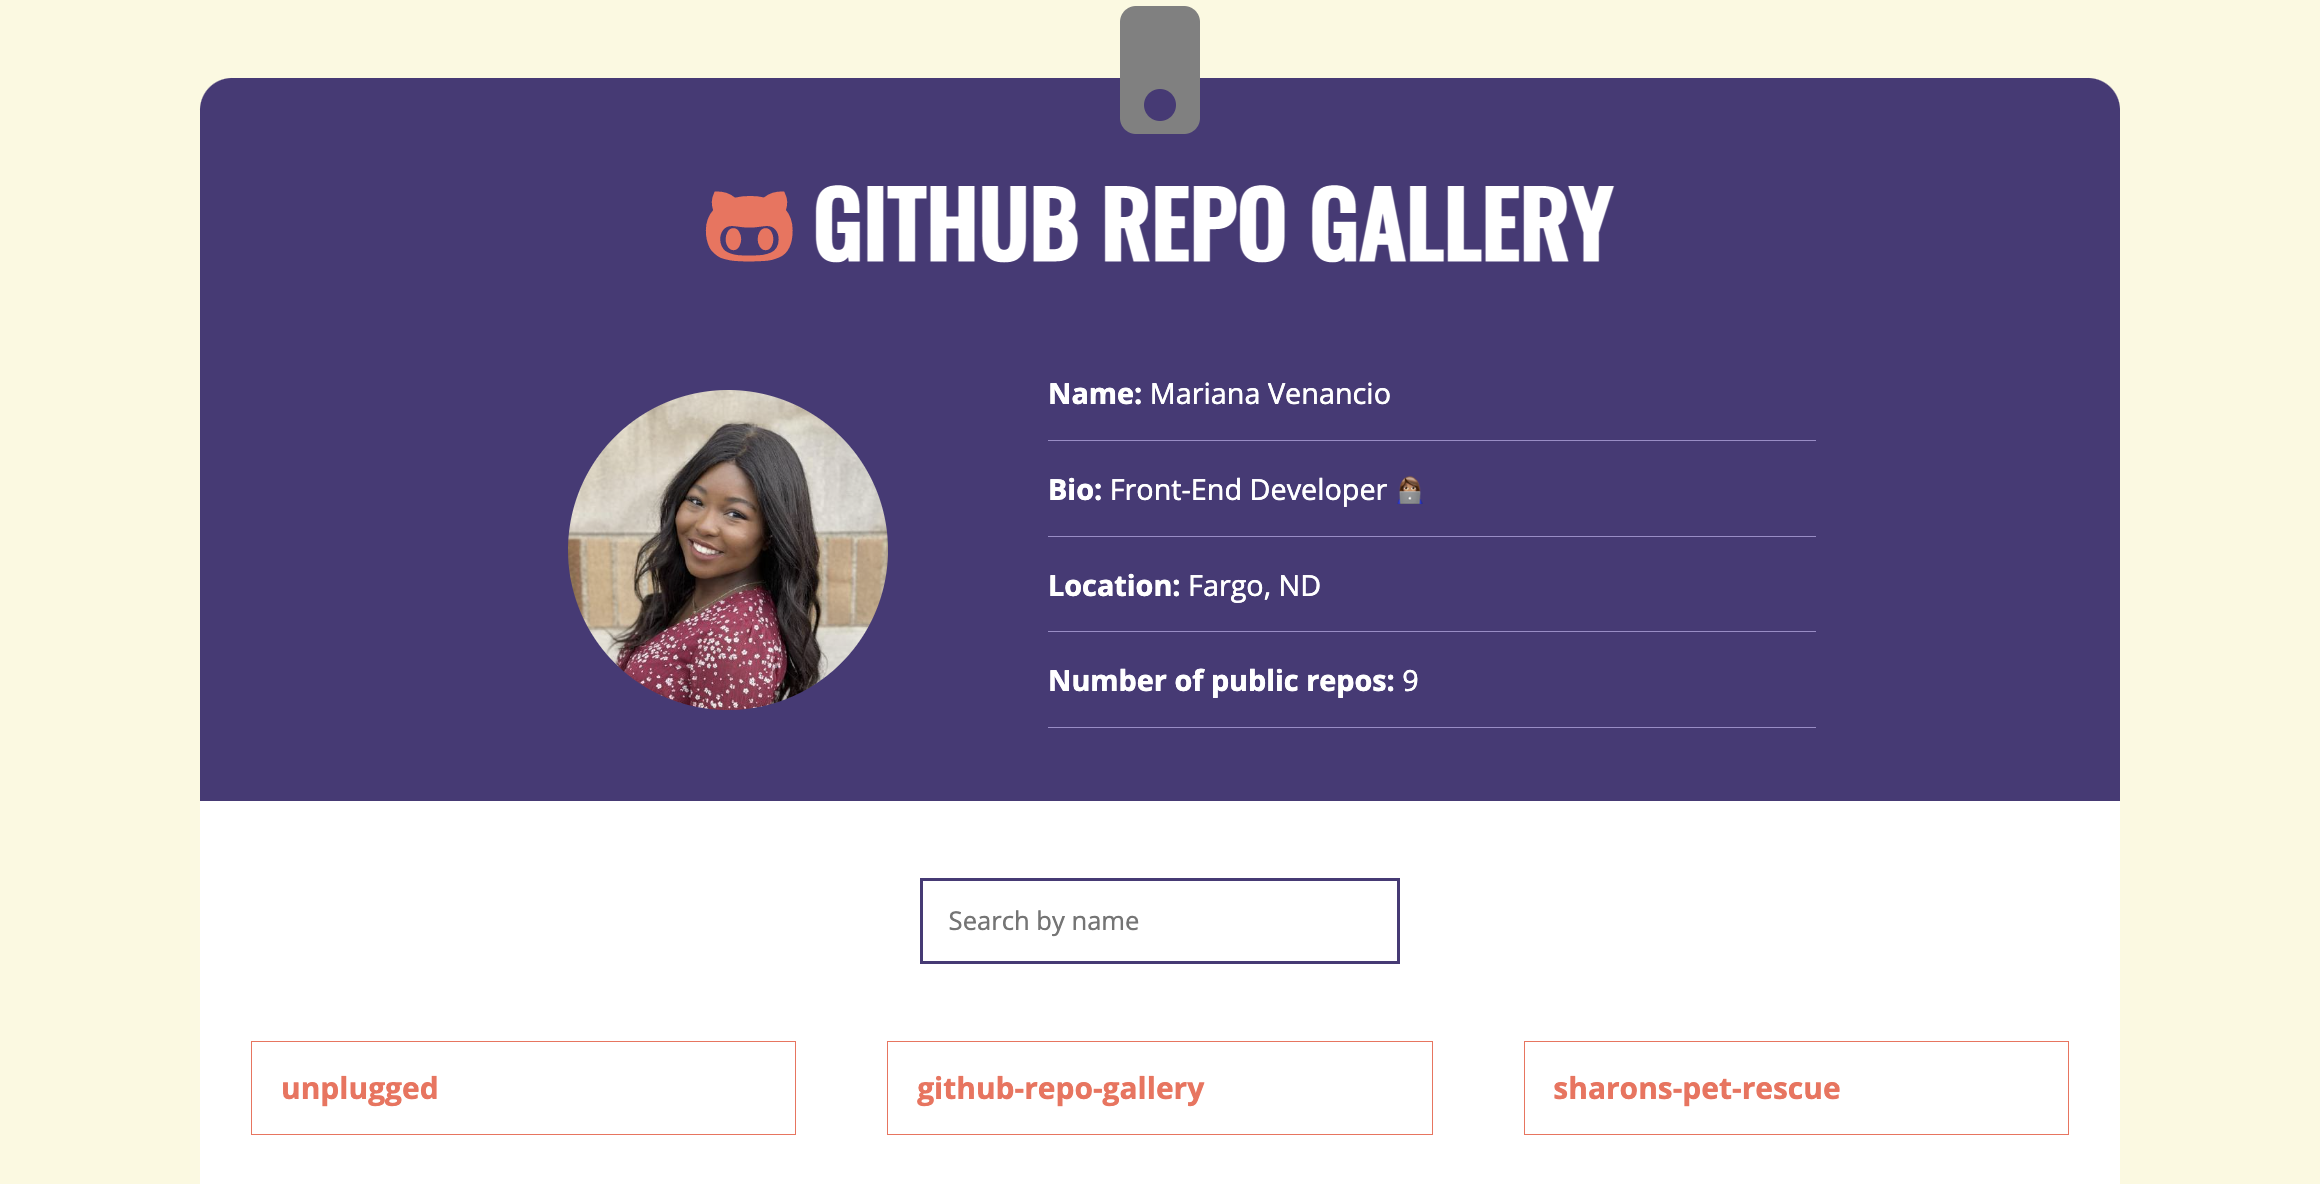 GITHUB REPO GALLERY
Name: Mariana Venancio
Bio: Front-End Developer 👩🏽‍💻
Location: Fargo, ND
Number of public repos: 9
Search by name
unplugged
github-repo-gallery
sharons-pet-rescue